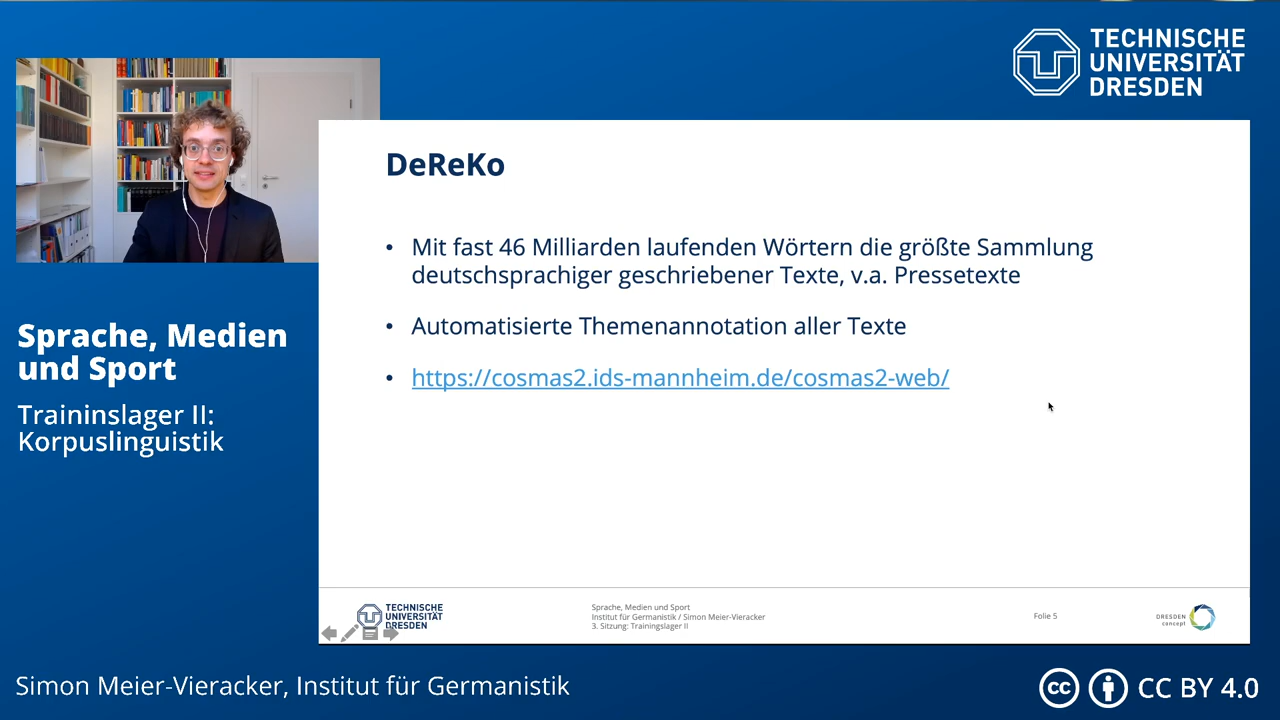 TECHNISCHE
UNIVERSITÄT
DRESDEN
DeReKo
• Mit fast 46 Milliarden laufenden Wörtern die größte Sammlung
deutschsprachiger geschriebener Texte, v.a. Pressetexte
• Automatisierte Themenannotation aller Texte
• https://cosmas2.ids-mannheim.de/cosmas2-web/
Sprache, Medien
und Sport
Traininslager II:
Korpuslinguistik
TECHNISCHE
UNIVERSITÄT
DRESDEN
Sprache, Medien und Sport
Institut für Germanistik / Simon Meier-Vieracker
3. Sitzung: Trainingslager II
Folie 5
DRESDEN
concept
Simon Meier-Vieracker, Institut für Germanistik
cc CC BY 4.0